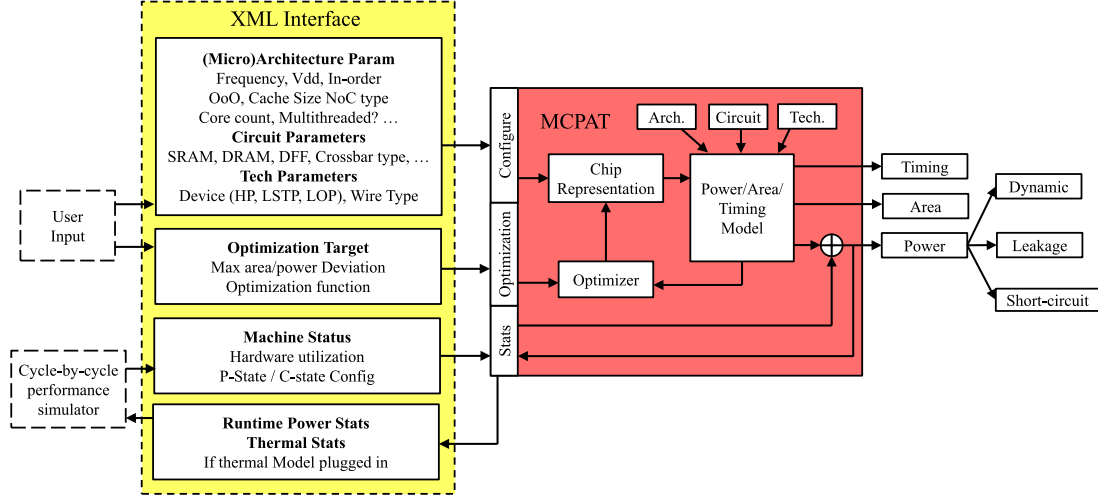 XML Interface
(Micro)Architecture Param
Frequency, Vdd, In-order
OoO, Cache Size NoC type
Core count, Multithreaded? …
Circuit Parameters
SRAM, DRAM, DFF, Crossbar type, …
Tech Parameters
Device (HP, LSTP, LOP), Wire Type
User
Input
Optimization Target
Max area/power Deviation
Optimization function
Machine Status
Hardware utilization
P-State / C-state Config
Cycle-by-cycle
performance
simulator
Runtime Power Stats
Thermal Stats
If thermal Model plugged in
Configure
Optimization
Stats
MCPAT
Arch.
Circuit
Tech.
Chip
Representation
Power/Area/
Timing
Model
Optimizer
Timing
Area
Power
Dynamic
Leakage
Short-circuit